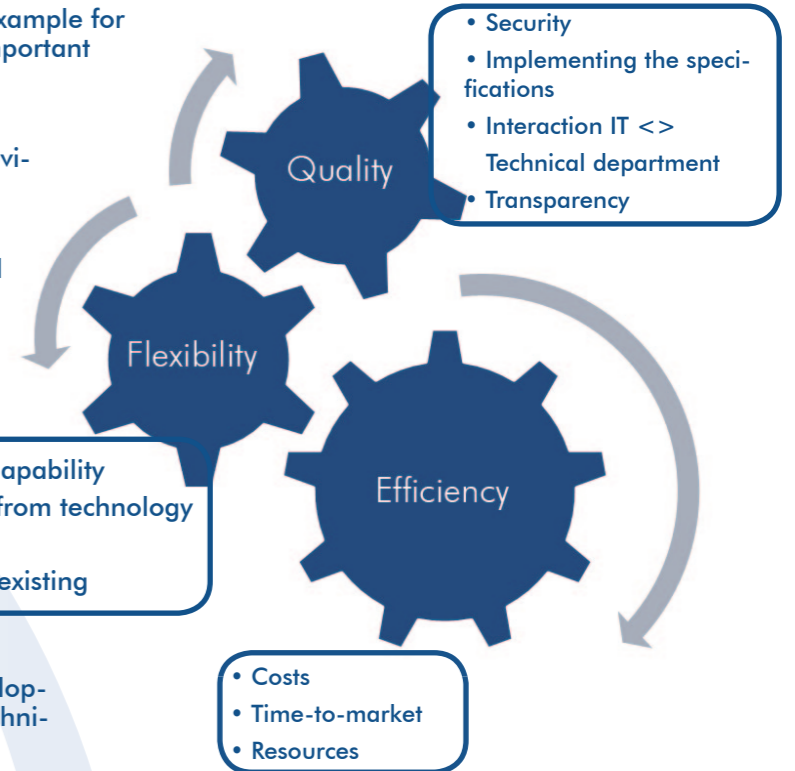 xample for
nportant
vi-
• Security
• Implementing the speci-
fications
• Interaction IT <>
Technical department
• Transparency
Quality
Flexibility
Efficiency
apability
from technology
existing
lop-
hni-
• Costs
• Time-to-market
• Resources